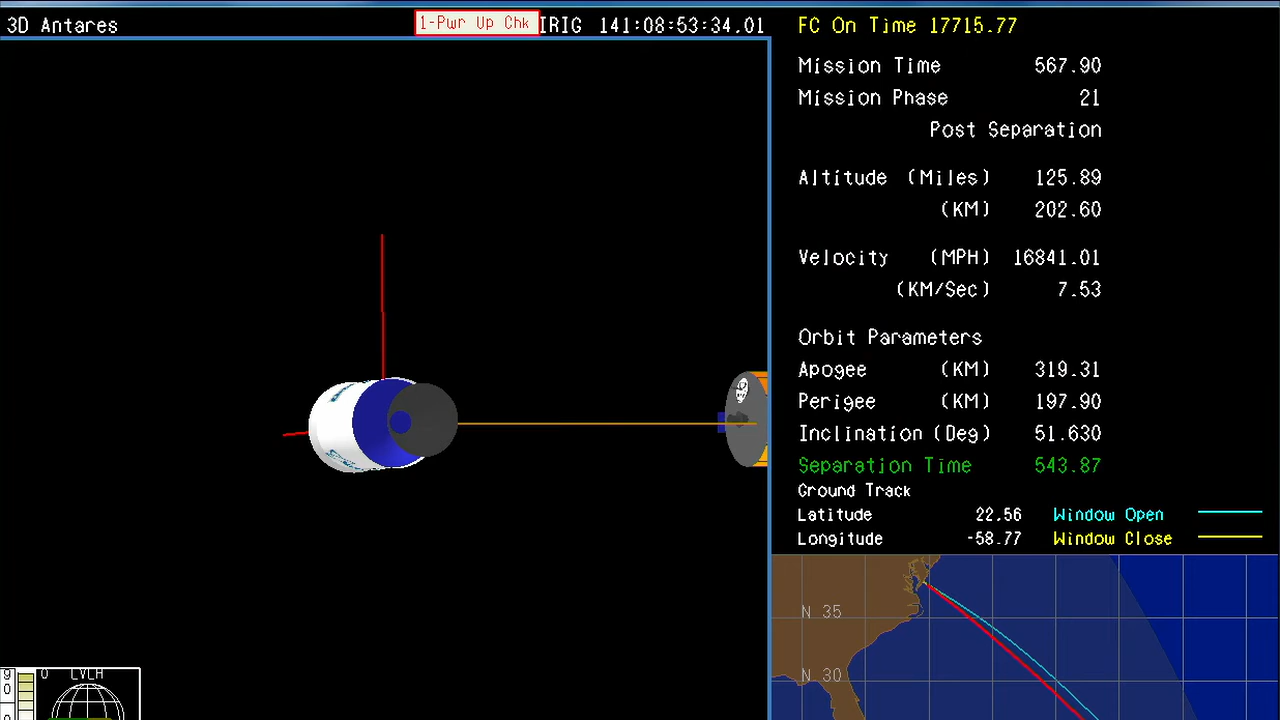 3D Antares
1-Pwr Up Chk
IRIG 141:08:53:34.01
FC On Time 17715.77
Mission Time 567.90
Mission Phase 21
Post Separation
Altitude (Miles) 125.89
(KM) 202.60
Velocity (MPH) 16841.01
(KM/Sec) 7.53
Orbit Parameters
Apogee (KM) 319.31
Perigee (KM) 197.90
Inclination (Deg) 51.630
Separation Time 543.87
Ground Track
Latitude 22.56 Window Open
Longitude -58.77 Window Close
N 35
N 30
9
0
0 LVLH